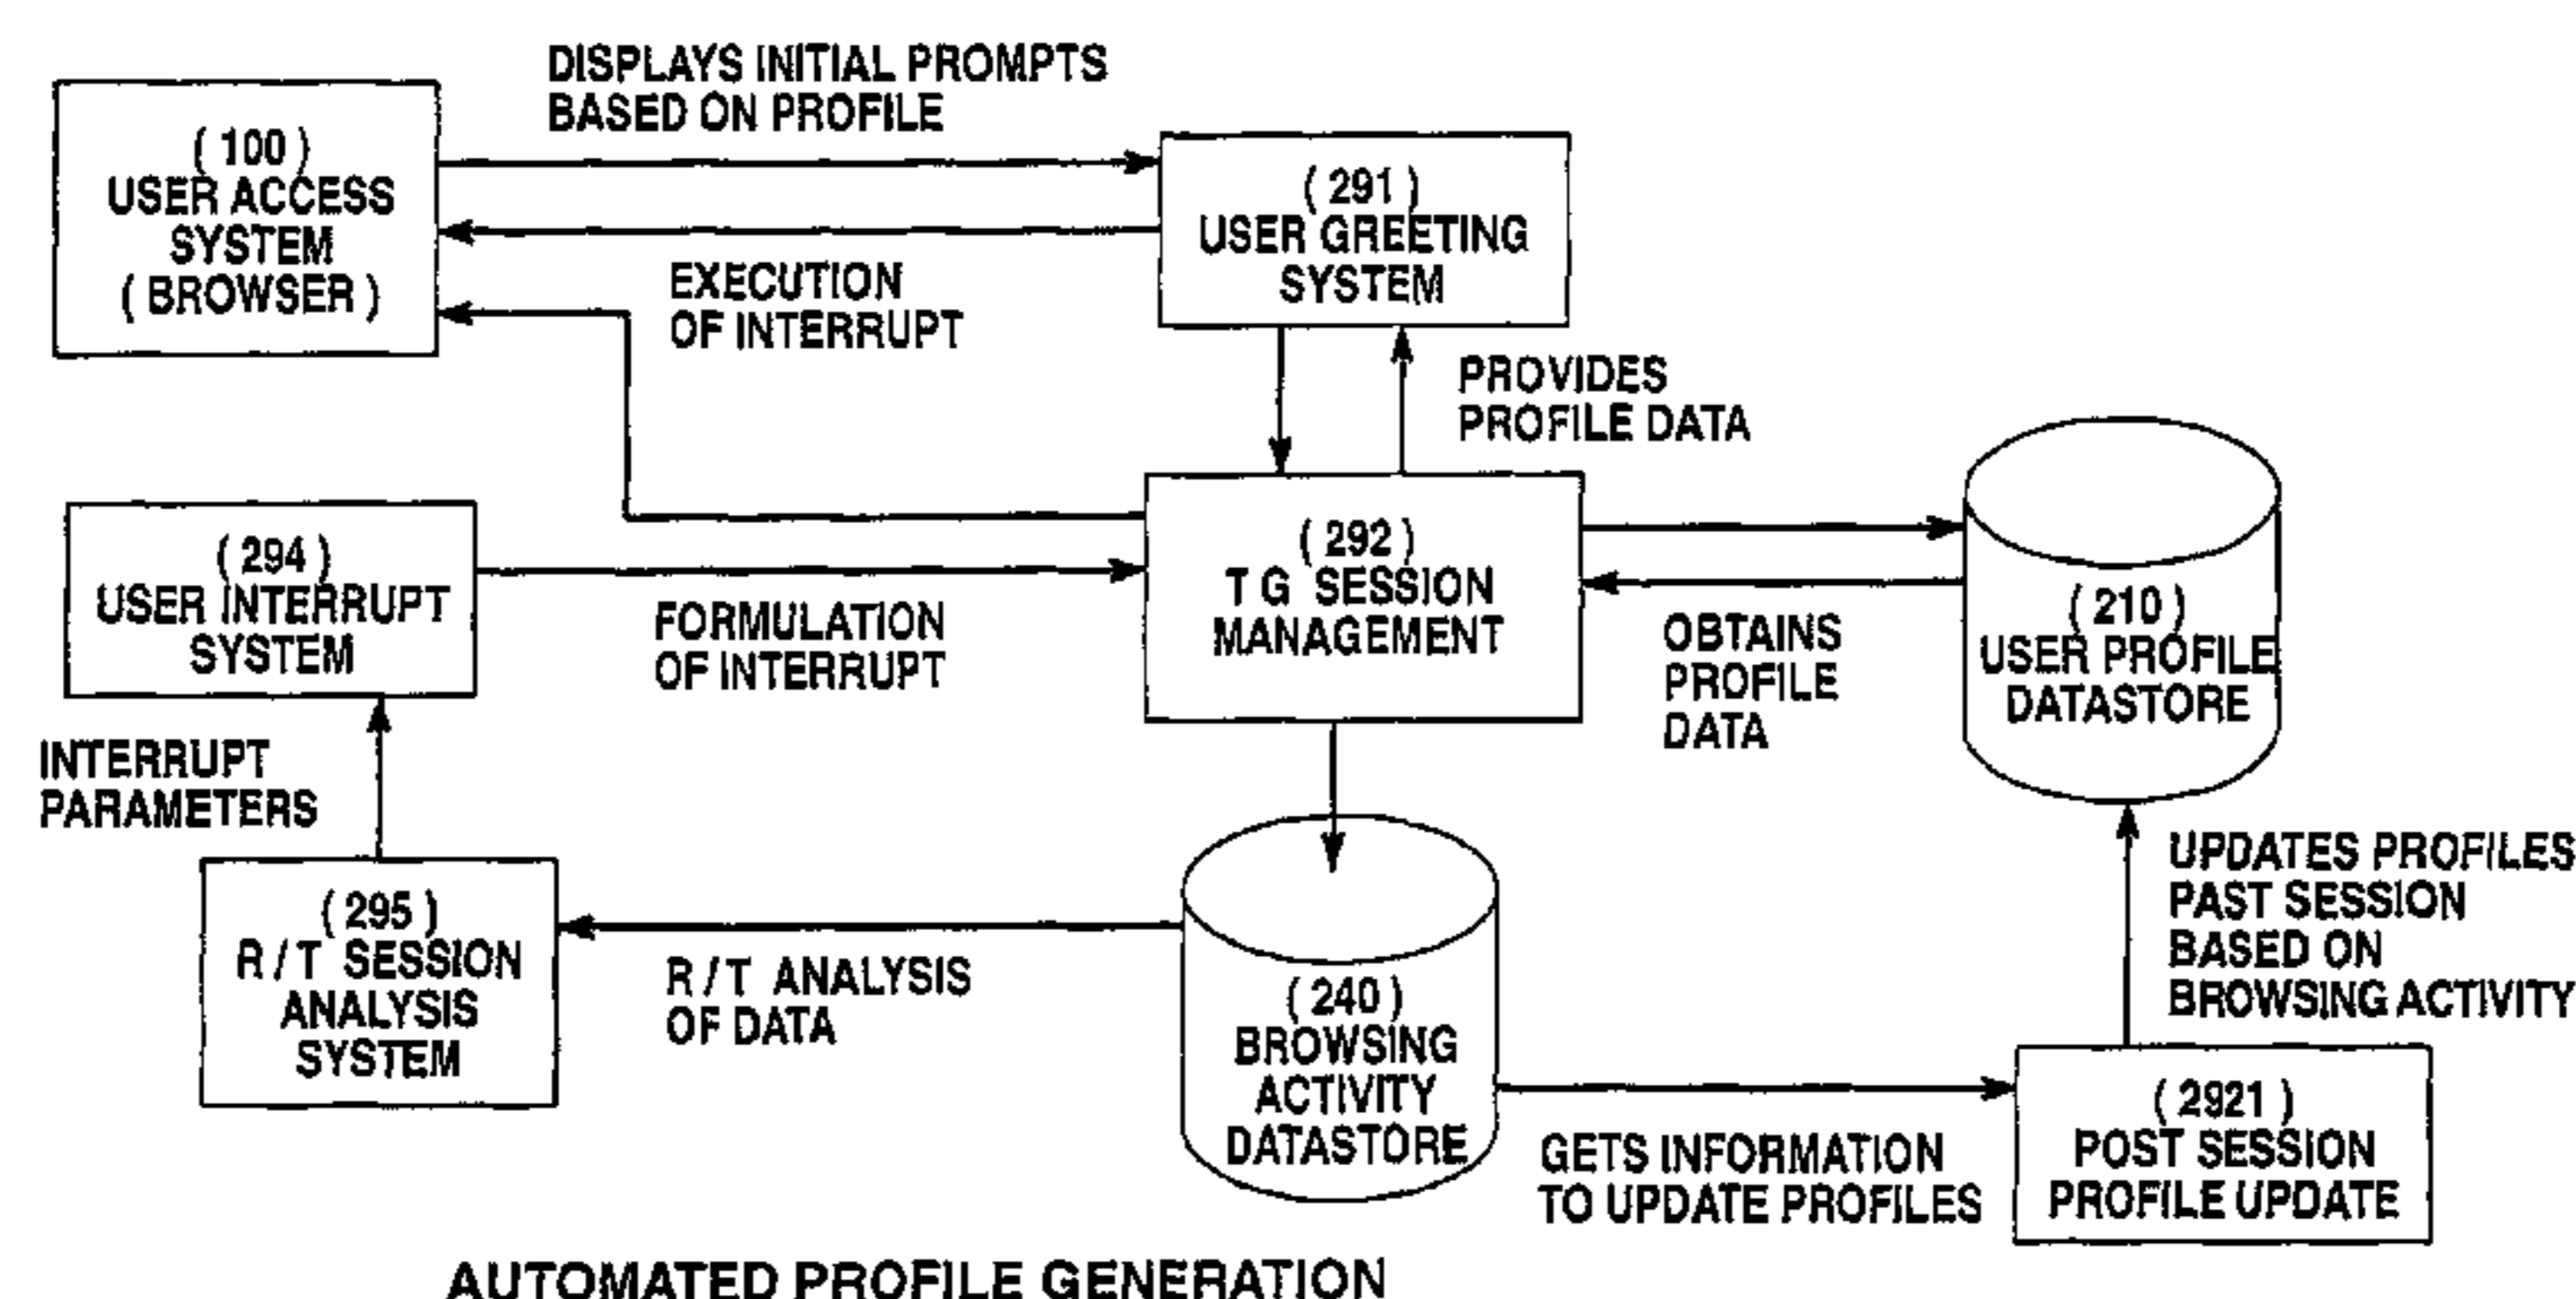 DISPLAYS INITIAL PROMPTS
BASED ON PROFILE
( 100 )
USER ACCESS
SYSTEM
( BROWSER )
( 291 )
USER GREETING
SYSTEM
EXECUTION
OF INTERRUPT
PROVIDES
PROFILE DATA
( 294 )
USER INTERRUPT
SYSTEM
FORMULATION
OF INTERRUPT
( 292 )
T G SESSION
MANAGEMENT
OBTAINS
PROFILE
DATA
( 210 )
USER PROFILE
DATASTORE
INTERRUPT
PARAMETERS
( 295 )
R / T SESSION
ANALYSIS
SYSTEM
R / T ANALYSIS
OF DATA
( 240 )
BROWSING
ACTIVITY
DATASTORE
UPDATES PROFILES
PAST SESSION
BASED ON
BROWSING ACTIVITY
GETS INFORMATION
TO UPDATE PROFILES
( 2921 )
POST SESSION
PROFILE UPDATE
AUTOMATED PROFILE GENERATION